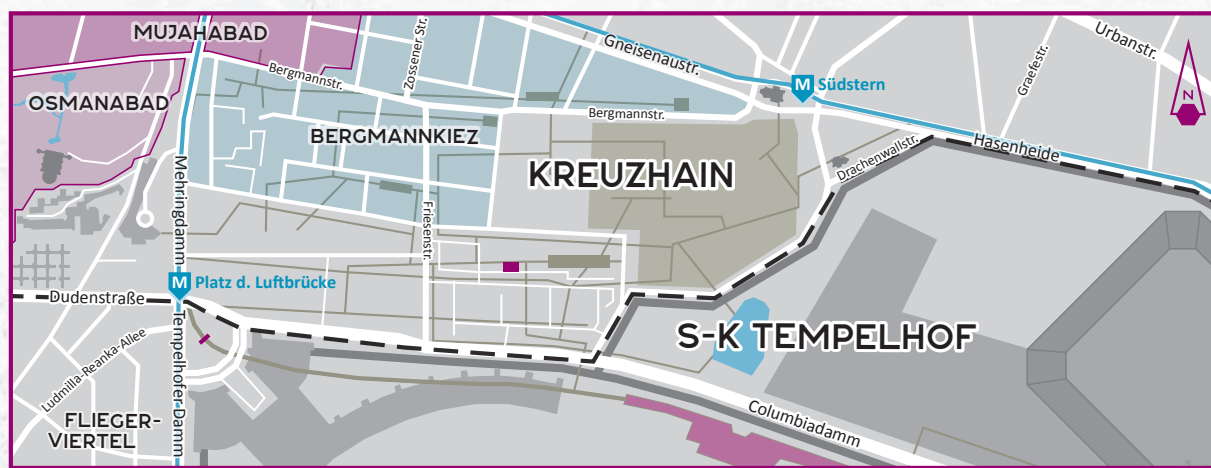 MUJAHABAD
Zossener Str.
Gneisenaustr.
Urbanstr.
Graefestr.
M Südstern
N
OSMANABAD
Bergmannstr.
BERGMANNKIEZ
Bergmannstr.
KREUZHAIN
Drachenwallstr.
Hasenheide
Mehringdamm
Friesenstr.
M Platz d. Luftbrücke
Dudenstraße
S-K TEMPELHOF
Ludmilla-Reanka-Allee
Tempelhofer Damm
Columbiadamm
FLIEGER-
VIERTEL